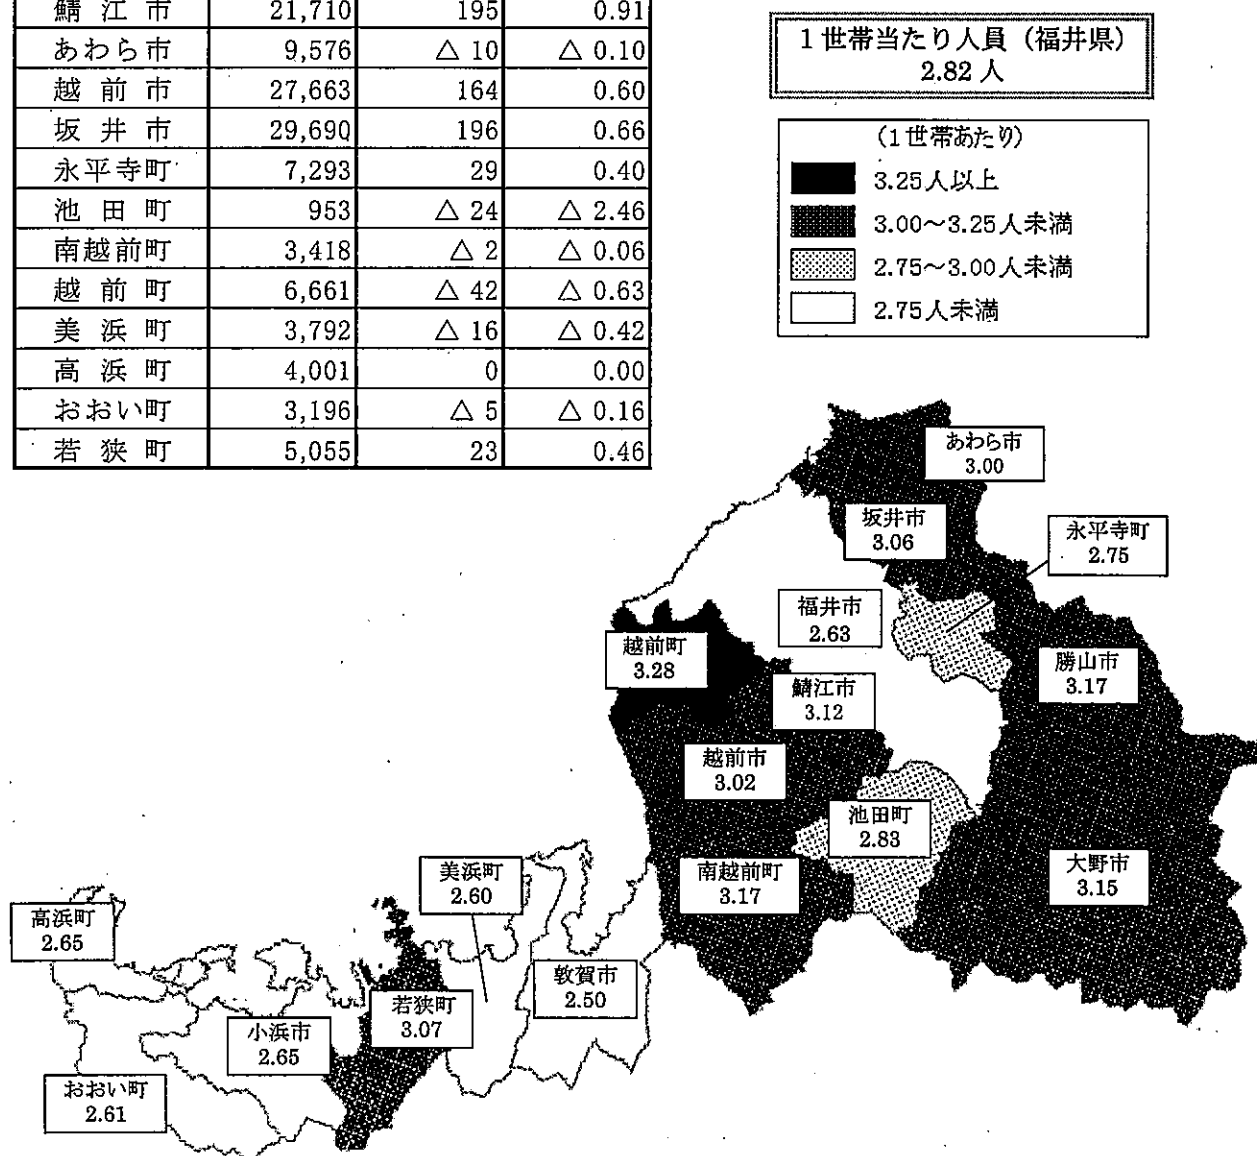 鯖江市 21,710 195 0.91
あわら市 9,576 △ 10 △ 0.10
越前市 27,663 164 0.60
坂井市 29,690 196 0.66
永平寺町 7,293 29 0.40
池田町 953 △ 24 △ 2.46
南越前町 3,418 △ 2 △ 0.06
越前町 6,661 △ 42 △ 0.63
美浜町 3,792 △ 16 △ 0.42
高浜町 4,001 0 0.00
おおい町 3,196 △ 5 △ 0.16
若狭町 5,055 23 0.46
1世帯当たり人員（福井県）
2.82人
(1世帯あたり)
3.25人以上
3.00～3.25人未満
2.75～3.00人未満
2.75人未満
あわら市
3.00
坂井市
3.06
永平寺町
2.75
福井市
2.63
越前町
3.28
勝山市
3.17
鯖江市
3.12
越前市
3.02
池田町
2.83
大野市
3.15
南越前町
3.17
美浜町
2.60
高浜町
2.65
敦賀市
2.50
若狭町
3.07
小浜市
2.65
おおい町
2.61